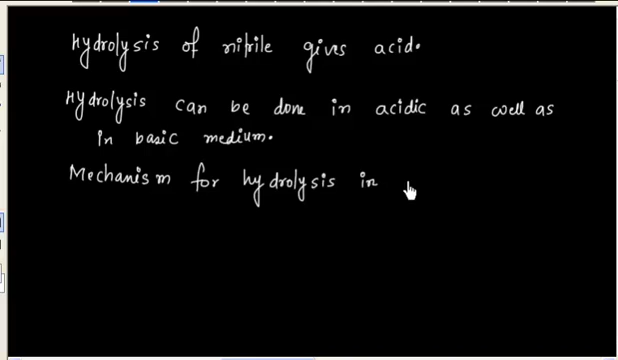 Hydrolysis of nitrile gives acid.
Hydrolysis can be done in acidic as well as
in basic medium.
Mechanism for hydrolysis in